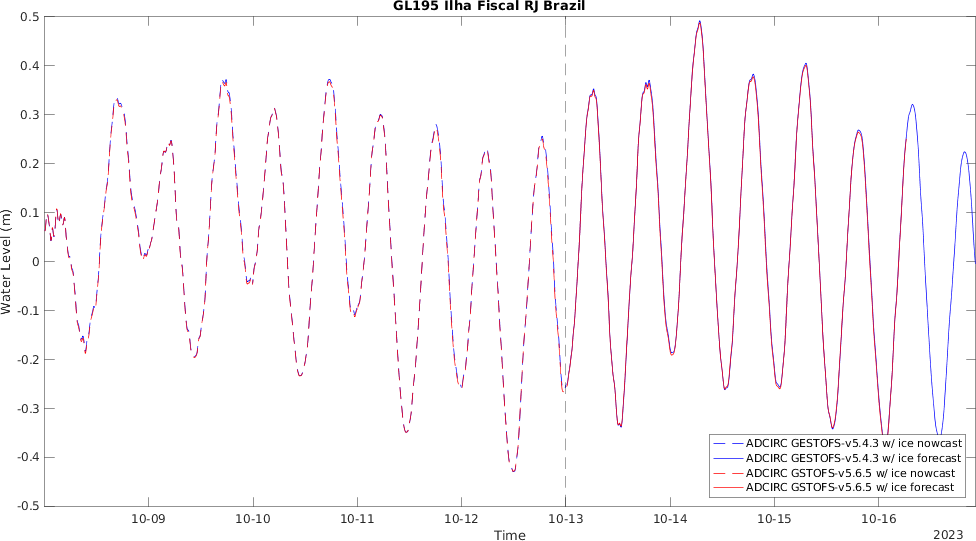 GL195 Ilha Fiscal RJ Brazil
0.5
0.4
0.3
0.2
0.1
0
-0.1
-0.2
-0.3
-0.4
-0.5
Water Level (m)
ADCIRC GESTOFS-v5.4.3 w/ ice nowcast
ADCIRC GESTOFS-v5.4.3 w/ ice forecast
ADCIRC GSTOFS-v5.6.5 w/ ice nowcast
ADCIRC GSTOFS-v5.6.5 w/ ice forecast
10-09 10-10 10-11 10-12 10-13 10-14 10-15 10-16
Time
2023